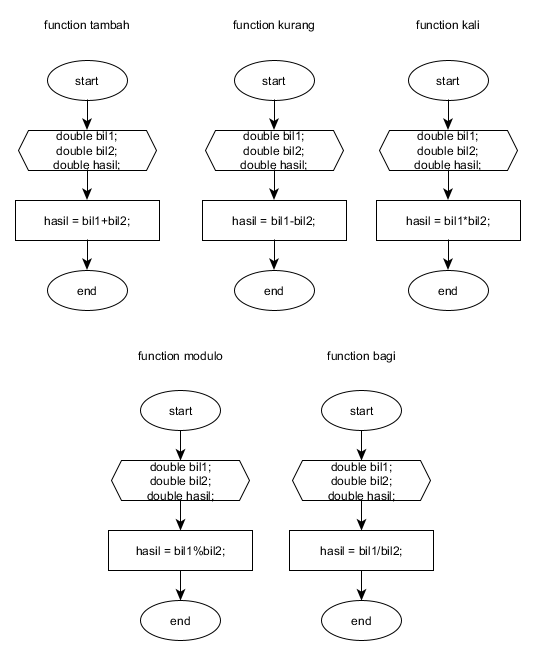 function tambah
start
double bil1;
double bil2;
double hasil;
hasil = bil1+bil2;
end
function kurang
start
double bil1;
double bil2;
double hasil;
hasil = bil1-bil2;
end
function kali
start
double bil1;
double bil2;
double hasil;
hasil = bil1*bil2;
end
function modulo
start
double bil1;
double bil2;
double hasil;
hasil = bil1%bil2;
end
function bagi
start
double bil1;
double bil2;
double hasil;
hasil = bil1/bil2;
end